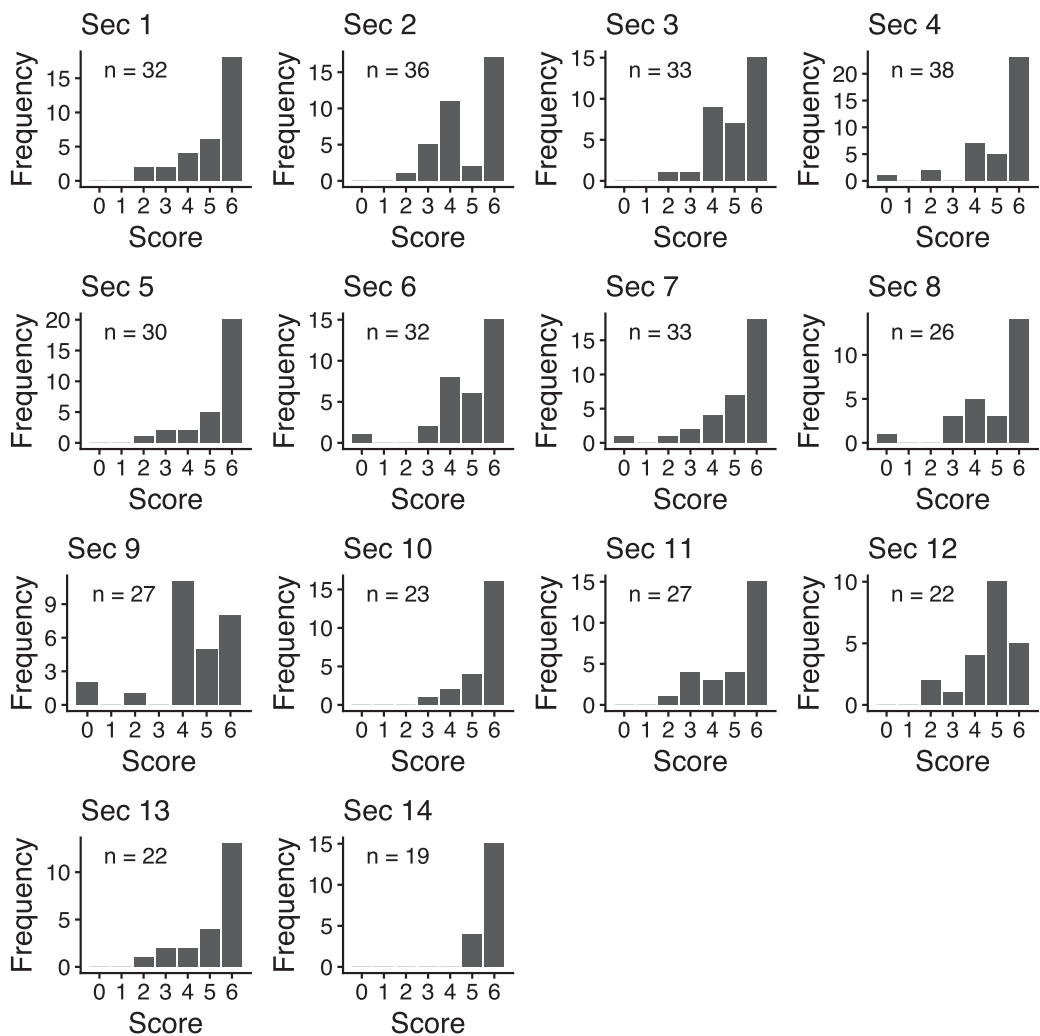 Sec 1
Frequency
n = 32
15
10
5
0
0 1 2 3 4 5 6
Score
Sec 2
Frequency
n = 36
15
10
5
0
0 1 2 3 4 5 6
Score
Sec 3
Frequency
n = 33
15
10
5
0
0 1 2 3 4 5 6
Score
Sec 4
Frequency
n = 38
20
15
10
5
0
0 1 2 3 4 5 6
Score
Sec 5
Frequency
n = 30
20
15
10
5
0
0 1 2 3 4 5 6
Score
Sec 6
Frequency
n = 32
15
10
5
0
0 1 2 3 4 5 6
Score
Sec 7
Frequency
n = 33
15
10
5
0
0 1 2 3 4 5 6
Score
Sec 8
Frequency
n = 26
10
5
0
0 1 2 3 4 5 6
Score
Sec 9
Frequency
n = 27
9
6
3
0
0 1 2 3 4 5 6
Score
Sec 10
Frequency
n = 23
15
10
5
0
0 1 2 3 4 5 6
Score
Sec 11
Frequency
n = 27
15
10
5
0
0 1 2 3 4 5 6
Score
Sec 12
Frequency
n = 22
10
5
0
0 1 2 3 4 5 6
Score
Sec 13
Frequency
n = 22
10
5
0
0 1 2 3 4 5 6
Score
Sec 14
Frequency
n = 19
15
10
5
0
0 1 2 3 4 5 6
Score